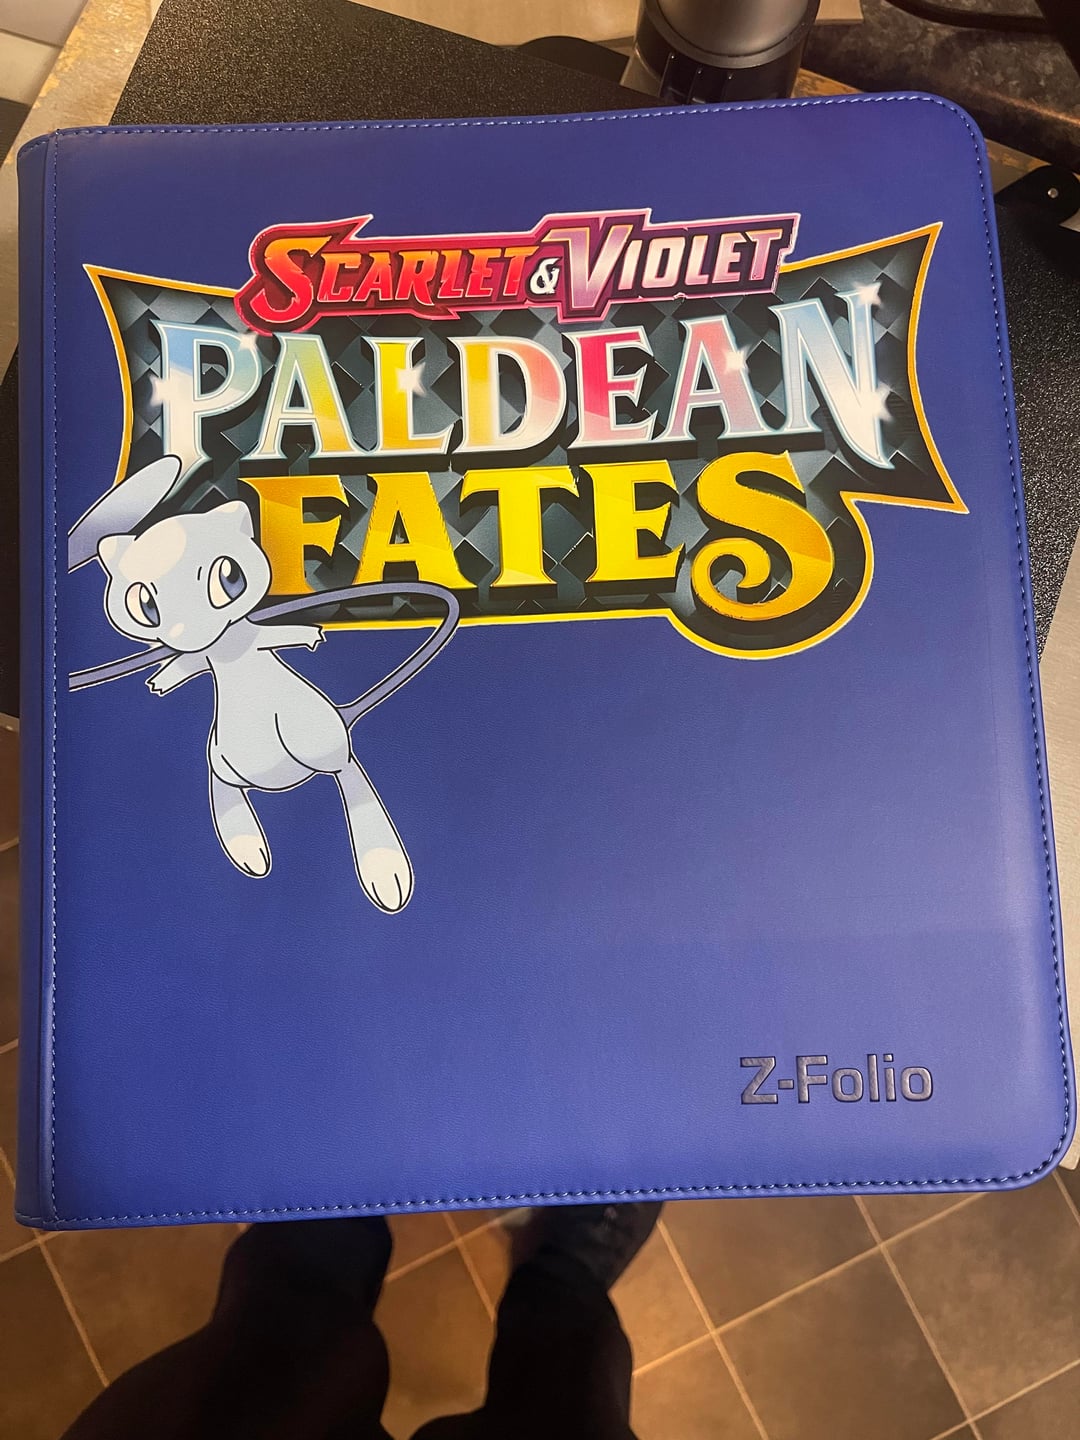 SCARLET & VIOLET
PALDEAN
FATES
Z-Folio